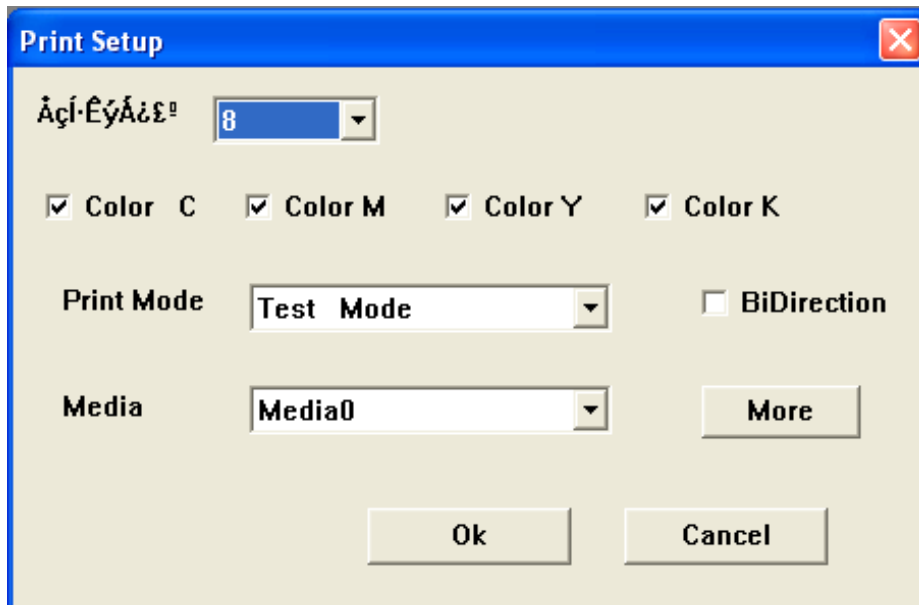 Print Setup
ÅçÍ·ÊýÁ¿£º 8
Color C Color M Color Y Color K
Print Mode Test Mode BiDirection
Media Media0 More
Ok Cancel